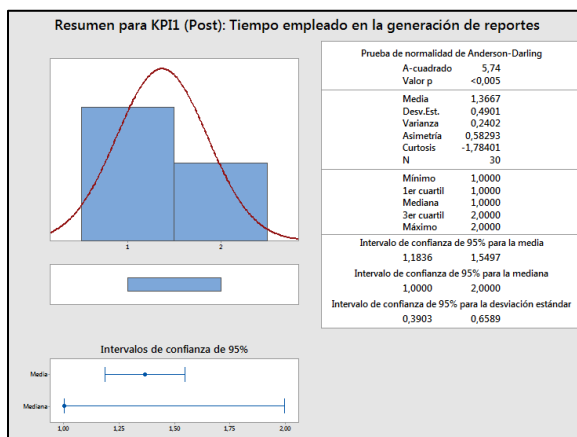 Resumen para KPI1 (Post): Tiempo empleado en la generación de reportes
1 2
Intervalos de confianza de 95%
Media
Mediana
1,00 1,25 1,50 1,75 2,00
Prueba de normalidad de Anderson-Darling
A-cuadrado 5,74
Valor p <0,005
Media 1,3667
Desv.Est. 0,4901
Varianza 0,2402
Asimetría 0,58293
Curtosis -1,78401
N 30
Mínimo 1,0000
1er cuartil 1,0000
Mediana 1,0000
3er cuartil 2,0000
Máximo 2,0000
Intervalo de confianza de 95% para la media
1,1836 1,5497
Intervalo de confianza de 95% para la mediana
1,0000 2,0000
Intervalo de confianza de 95% para la desviación estándar
0,3903 0,6589